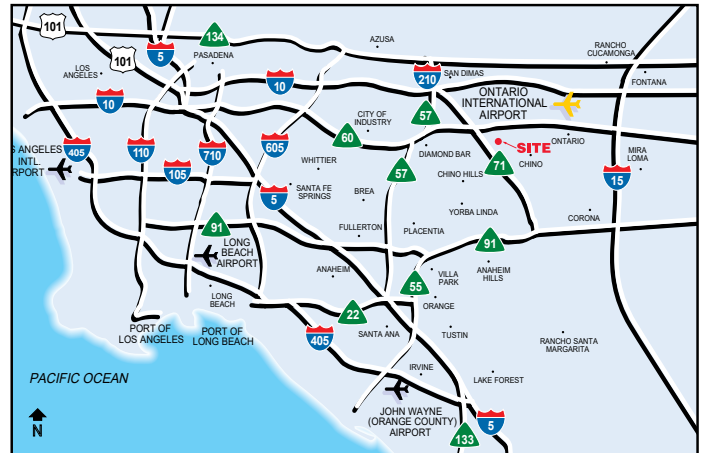 101
134
5
PASADENA
AZUSA
RANCHO
CUCAMONGA
101
LOS
ANGELES
10
10
210
SAN DIMAS
FONTANA
ONTARIO
INTERNATIONAL
AIRPORT
CITY OF
INDUSTRY
57
60
605
405
110
710
S ANGELES
INTL.
RPORT
105
WHITTIER
DIAMOND BAR
SITE
ONTARIO
CHINO
71
MIRA
LOMA
15
57
CHINO HILLS
SANTA FE
SPRINGS
5
BREA
YORBA LINDA
CORONA
91
FULLERTON
PLACENTIA
91
LONG
BEACH
AIRPORT
ANAHEIM
VILLA
PARK
ANAHEIM
HILLS
55
LONG
BEACH
ORANGE
22
PORT OF
LOS ANGELES
PORT OF
LONG BEACH
405
SANTA ANA
TUSTIN
RANCHO SANTA
MARGARITA
IRVINE
LAKE FOREST
PACIFIC OCEAN
JOHN WAYNE
(ORANGE COUNTY)
AIRPORT
5
133
N